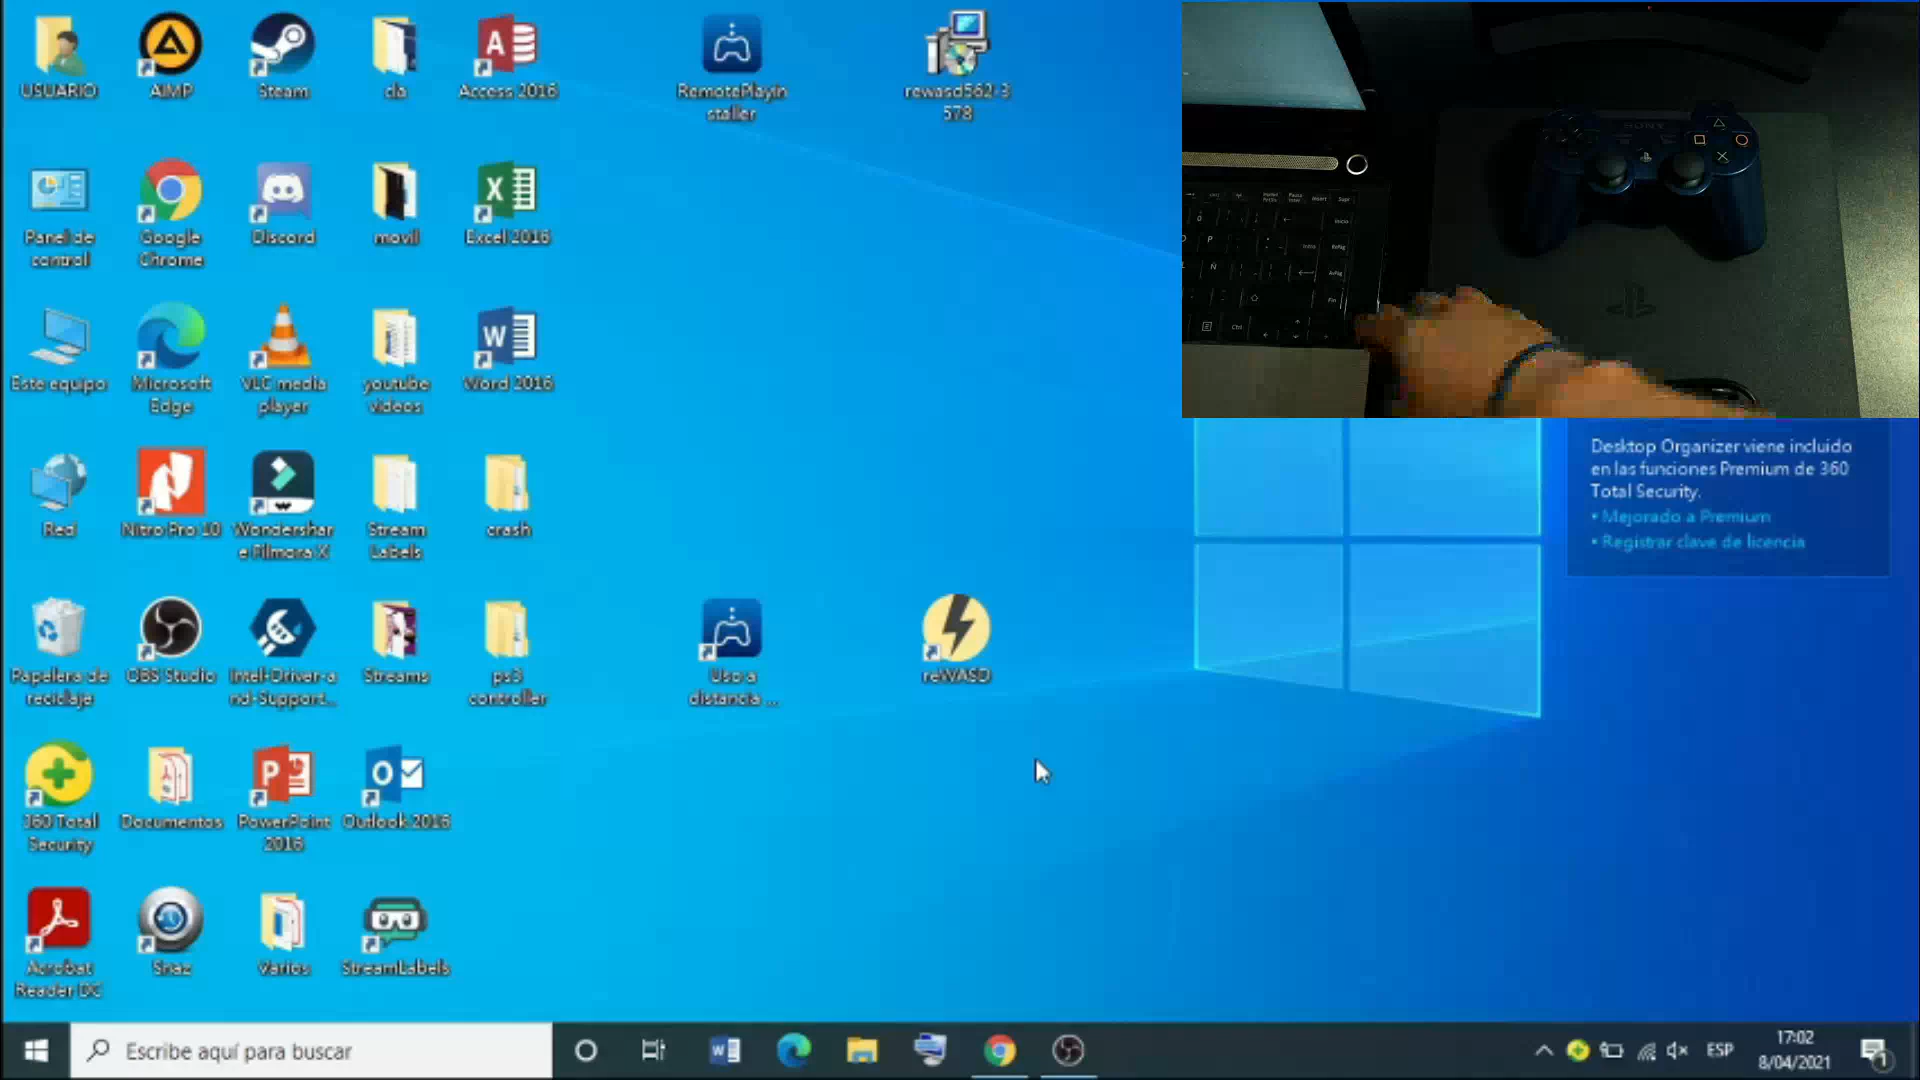 USUARIO
AIMP
Steam
cla
Access 2016
RemotePlayIn
staller
rewasd562-3
578
Panel de
control
Google
Chrome
Discord
movil
Excel 2016
Este equipo
Microsoft
Edge
VLC media
player
youtube
videos
Word 2016
Red
Nitro Pro 10
Wondershar
e Filmora X
Stream
Labels
crash
Papelera de
reciclaje
OBS Studio
Intel-Driver-a
nd-Support...
Streams
ps3
controller
Uso a
distancia ...
reWASD
360 Total
Security
Documentos
PowerPoint
2016
Outlook 2016
Acrobat
Reader DC
Snaz
Varios
StreamLabels
SONY
Desktop Organizer viene incluido
en las funciones Premium de 360
Total Security.
• Mejorado a Premium
• Registrar clave de licencia
Escribe aquí para buscar
ESP
17:02
8/04/2021
1